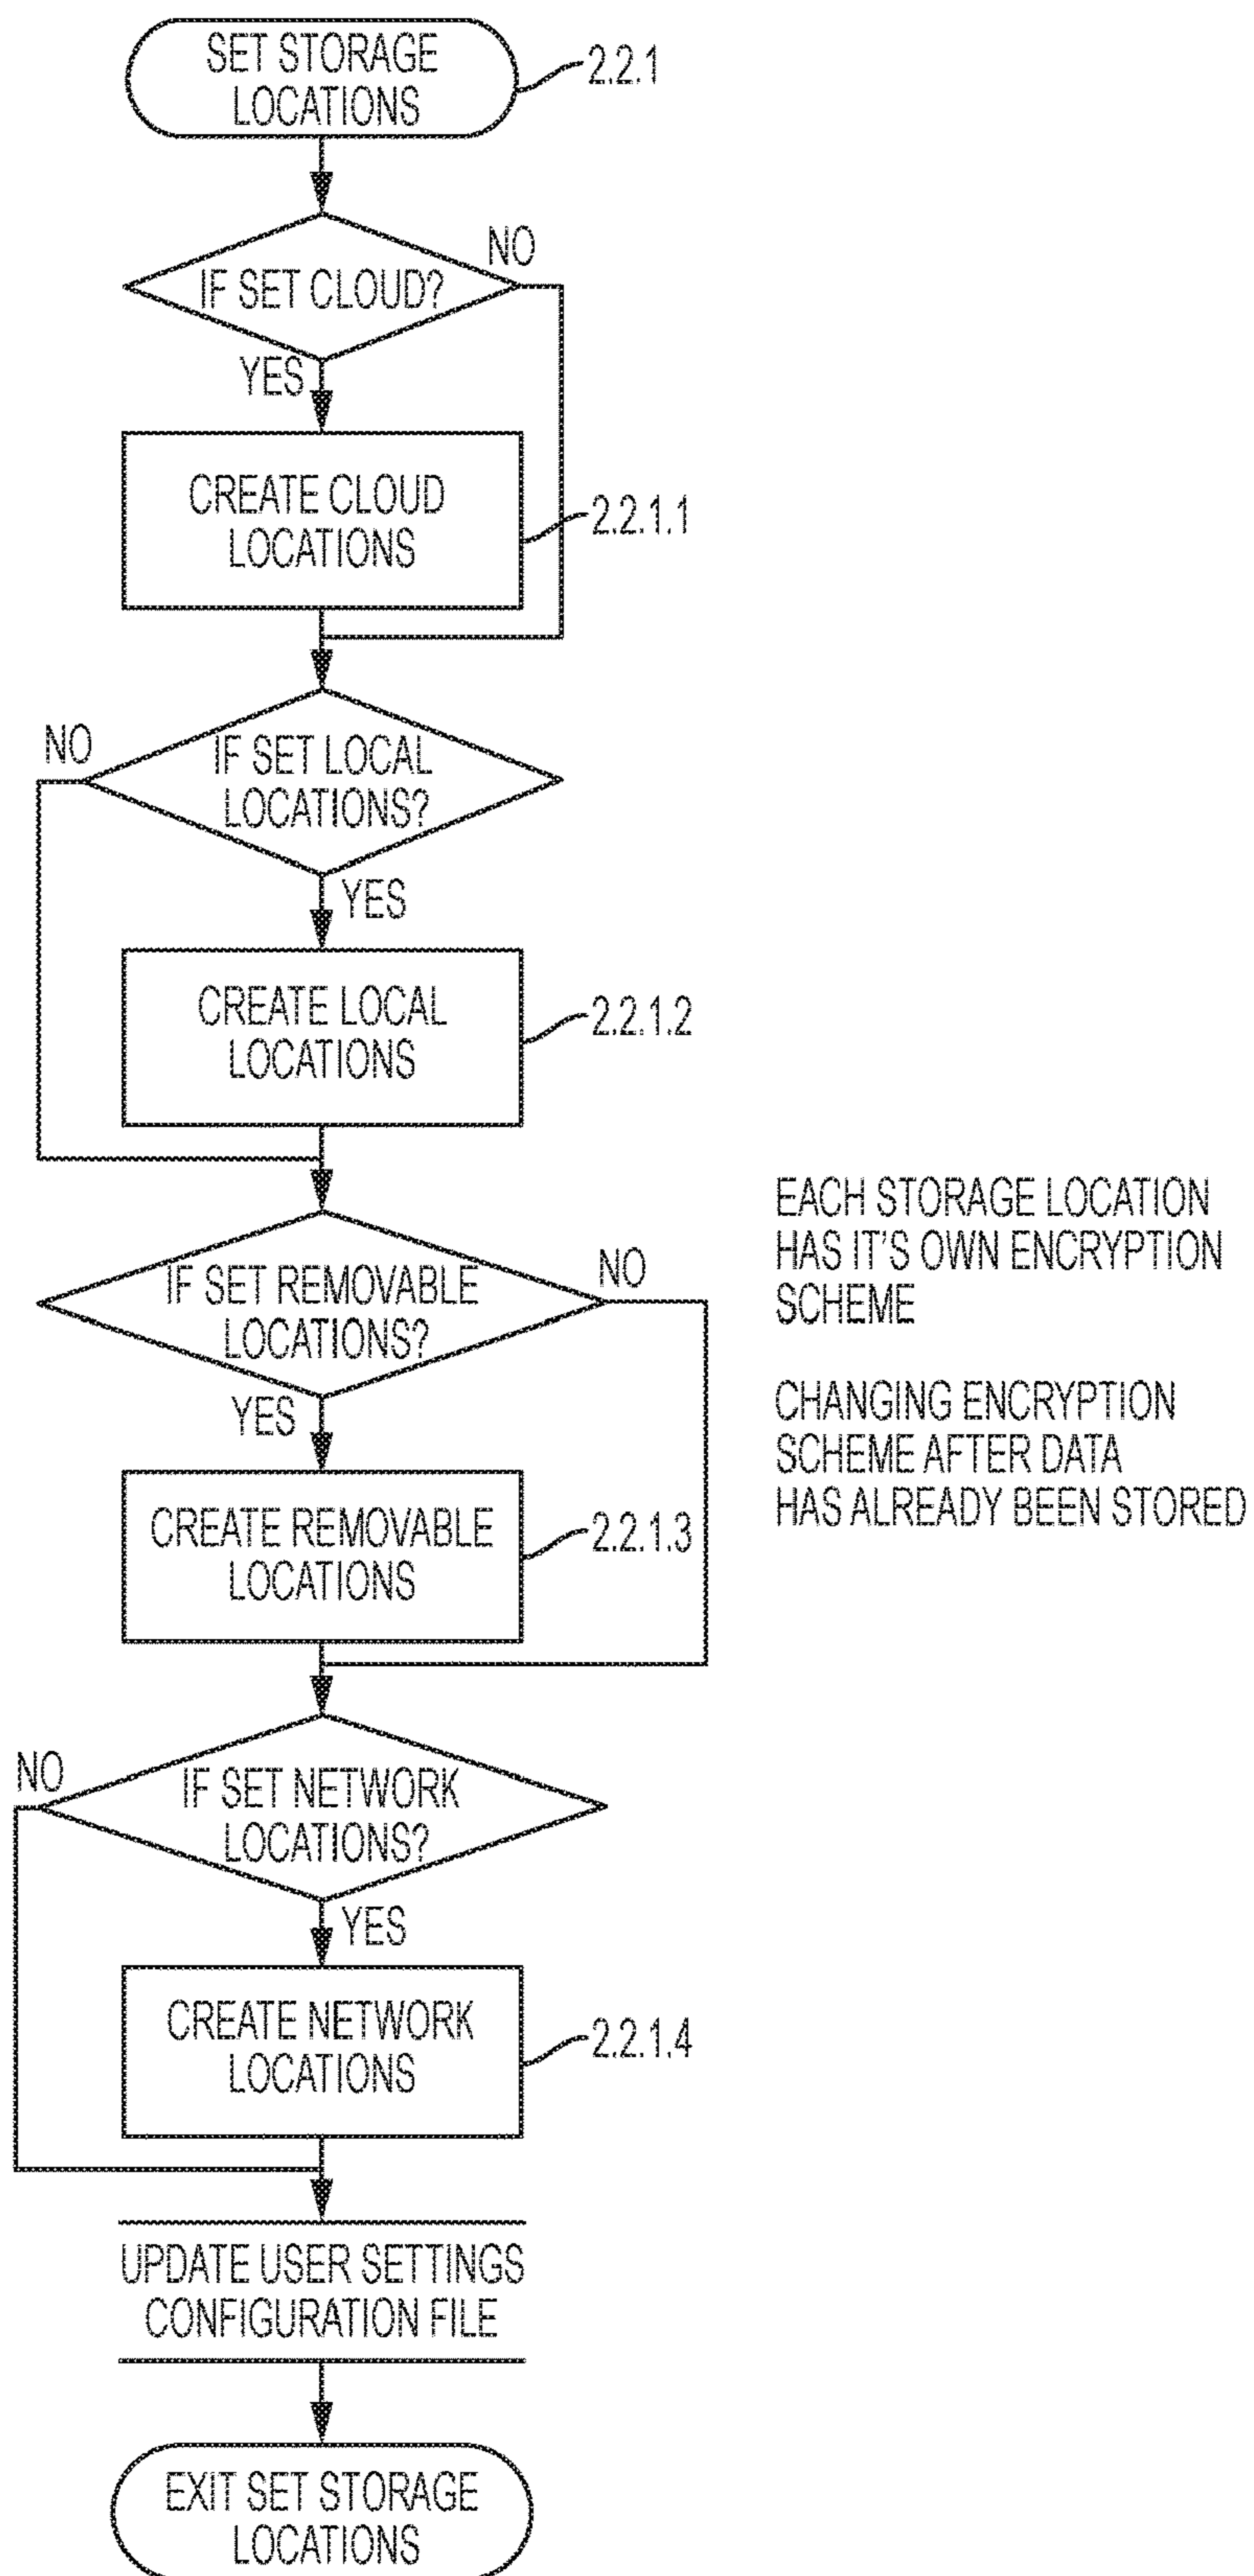 SET STORAGE
LOCATIONS
2.2.1
IF SET CLOUD?
NO
YES
CREATE CLOUD
LOCATIONS
2.2.1.1
IF SET LOCAL
LOCATIONS?
NO
YES
CREATE LOCAL
LOCATIONS
2.2.1.2
IF SET REMOVABLE
LOCATIONS?
NO
YES
CREATE REMOVABLE
LOCATIONS
2.2.1.3
EACH STORAGE LOCATION
HAS IT'S OWN ENCRYPTION
SCHEME
CHANGING ENCRYPTION
SCHEME AFTER DATA
HAS ALREADY BEEN STORED
IF SET NETWORK
LOCATIONS?
NO
YES
CREATE NETWORK
LOCATIONS
2.2.1.4
UPDATE USER SETTINGS
CONFIGURATION FILE
EXIT SET STORAGE
LOCATIONS